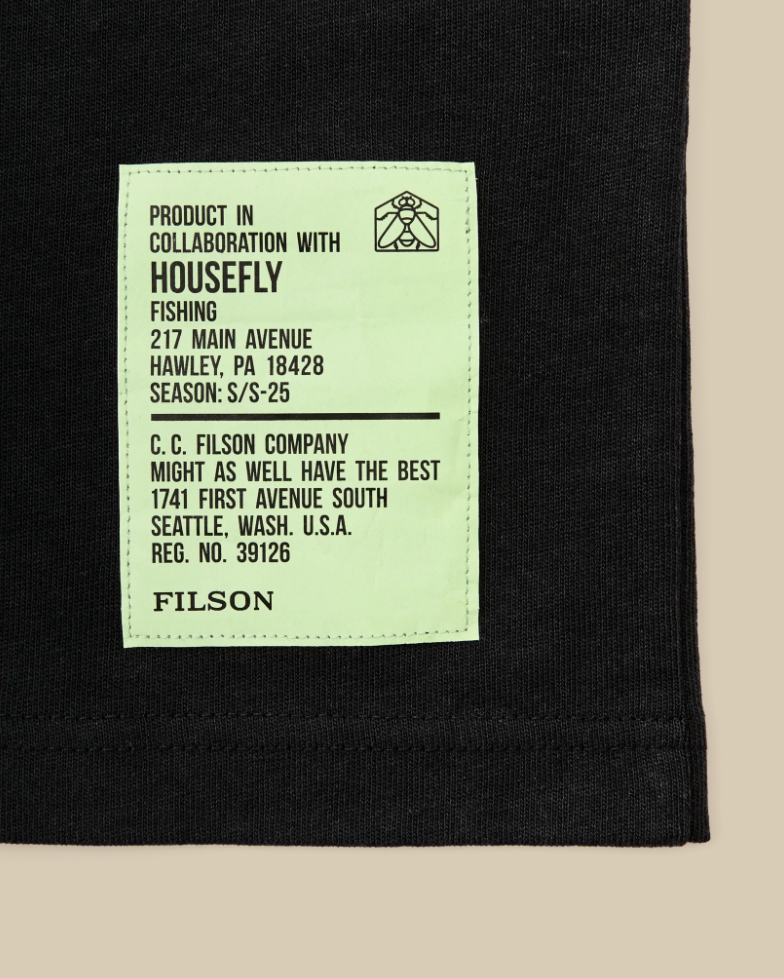 PRODUCT IN
COLLABORATION WITH
HOUSEFLY
FISHING
217 MAIN AVENUE
HAWLEY, PA 18428
SEASON: S/S-25
C. C. FILSON COMPANY
MIGHT AS WELL HAVE THE BEST
1741 FIRST AVENUE SOUTH
SEATTLE, WASH. U.S.A.
REG. NO. 39126
FILSON